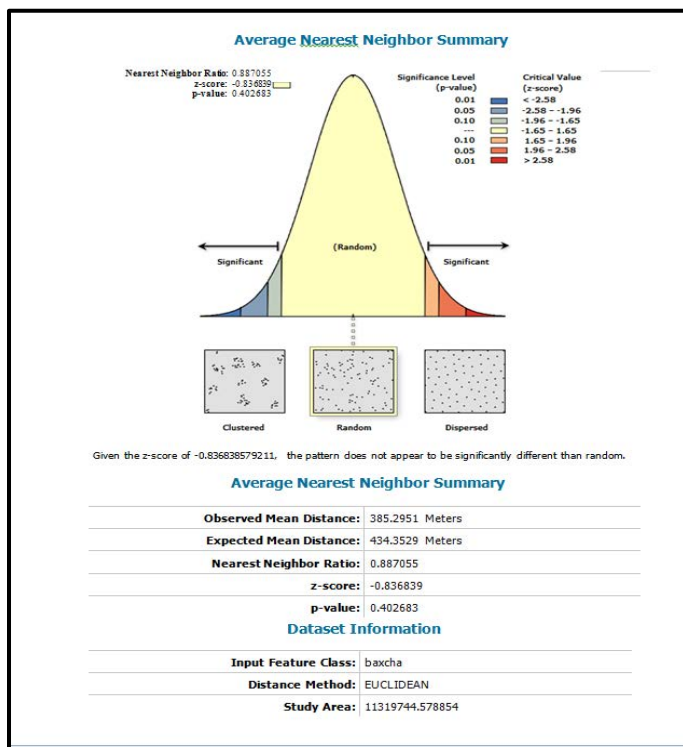 Average Nearest Neighbor Summary
Nearest Neighbor Ratio: 0.887055
z-score: -0.836839
p-value: 0.402683
Significance Level
(p-value)
Critical Value
(z-score)
0.01 < -2.58
0.05 -2.58 - -1.96
0.10 -1.96 - -1.65
--- -1.65 - 1.65
0.10 1.65 - 1.96
0.05 1.96 - 2.58
0.01 > 2.58
(Random)
Significant Significant
Clustered Random Dispersed
Given the z-score of -0.836838579211, the pattern does not appear to be significantly different than random.
Average Nearest Neighbor Summary
Observed Mean Distance: 385.2951 Meters
Expected Mean Distance: 434.3529 Meters
Nearest Neighbor Ratio: 0.887055
z-score: -0.836839
p-value: 0.402683
Dataset Information
Input Feature Class: baxcha
Distance Method: EUCLIDEAN
Study Area: 11319744.578854